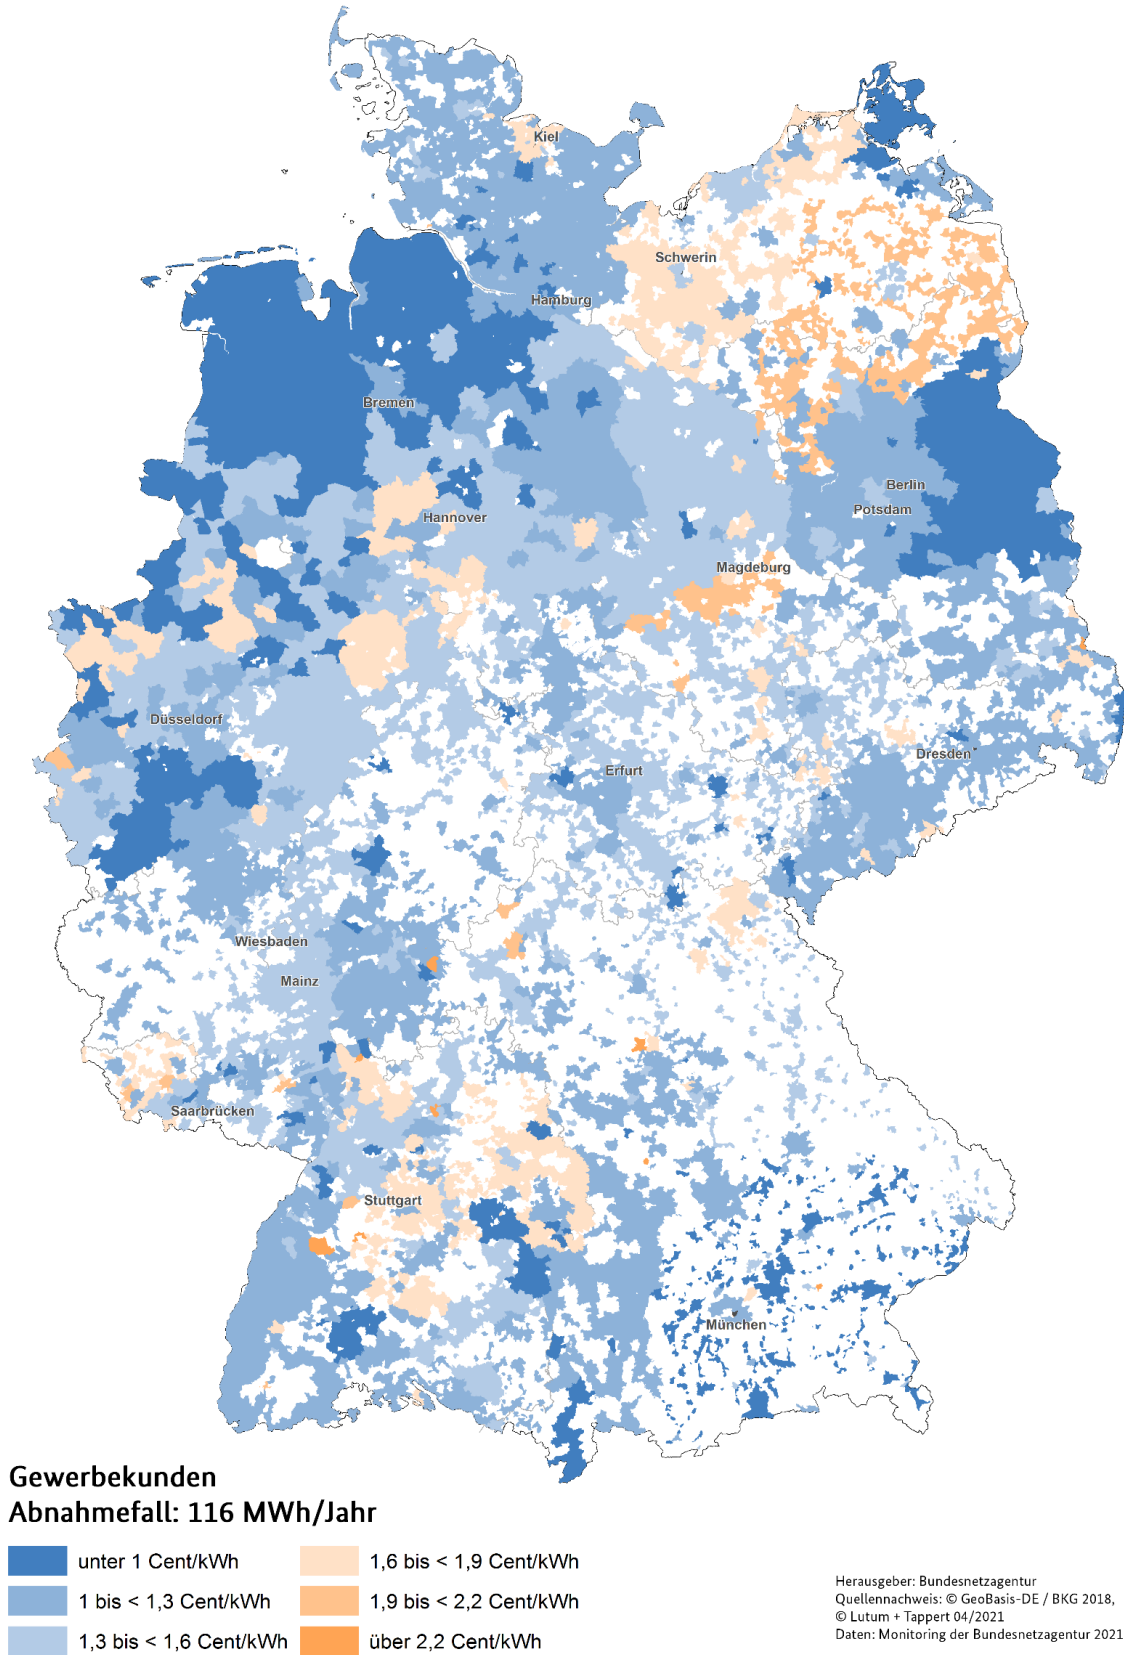 Kiel
Schwerin
Hamburg
Bremen
Berlin
Potsdam
Hannover
Magdeburg
Düsseldorf
Dresden
Erfurt
Wiesbaden
Mainz
Saarbrücken
Stuttgart
München
Gewerbekunden
Abnahmefall: 116 MWh/Jahr
unter 1 Cent/kWh
1 bis < 1,3 Cent/kWh
1,3 bis < 1,6 Cent/kWh
1,6 bis < 1,9 Cent/kWh
1,9 bis < 2,2 Cent/kWh
über 2,2 Cent/kWh
Herausgeber: Bundesnetzagentur
Quellennachweis: © GeoBasis-DE / BKG 2018,
© Lutum + Tappert 04/2021
Daten: Monitoring der Bundesnetzagentur 2021